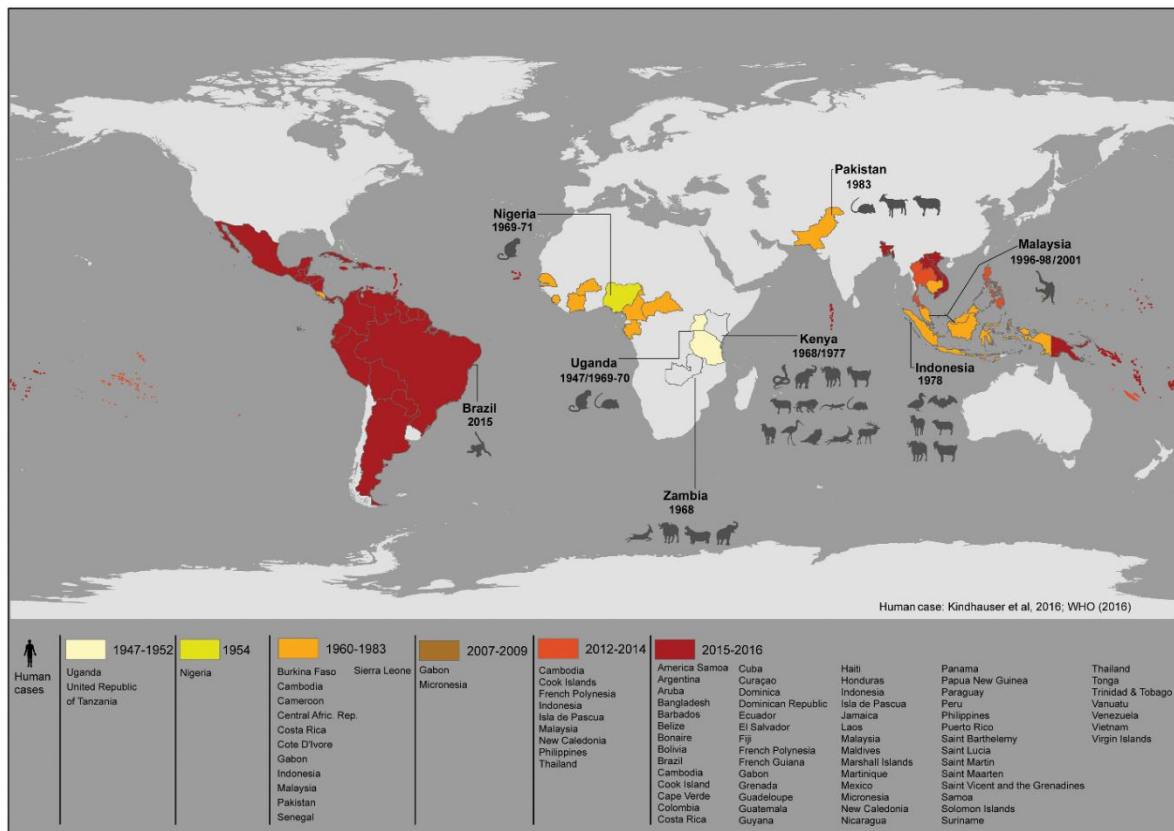 Pakistan
1983
Nigeria
1969-71
Malaysia
1996-98/2001
Kenya
1968/1977
Uganda
1947/1969-70
Indonesia
1978
Brazil
2015
Zambia
1968
Human case: Kindhauser et al, 2016; WHO (2016)
Human
cases
1947-1952
Uganda
United Republic
of Tanzania
1954
Nigeria
1960-1983
Burkina Faso
Cambodia
Cameroon
Central Afric. Rep.
Costa Rica
Cote D'Ivore
Gabon
Indonesia
Malaysia
Pakistan
Senegal
Sierra Leone
2007-2009
Gabon
Micronesia
2012-2014
Cambodia
Cook Islands
French Polynesia
Indonesia
Isla de Pascua
Malaysia
New Caledonia
Philippines
Thailand
2015-2016
America Samoa
Argentina
Aruba
Bangladesh
Barbados
Belize
Bonaire
Bolivia
Brazil
Cambodia
Cook Island
Cape Verde
Colombia
Costa Rica
Cuba
Curaçao
Dominica
Dominican Republic
Ecuador
El Salvador
Fiji
French Polynesia
French Guiana
Gabon
Grenada
Guadeloupe
Guatemala
Guyana
Haiti
Honduras
Indonesia
Isla de Pascua
Jamaica
Laos
Malaysia
Maldives
Marshall Islands
Martinique
Mexico
Micronesia
New Caledonia
Nicaragua
Panama
Papua New Guinea
Paraguay
Peru
Philippines
Puerto Rico
Saint Barthelemy
Saint Lucia
Saint Martin
Saint Maarten
Saint Vicent and the Grenadines
Samoa
Solomon Islands
Suriname
Thailand
Tonga
Trinidad & Tobago
Vanuatu
Venezuela
Vietnam
Virgin Islands